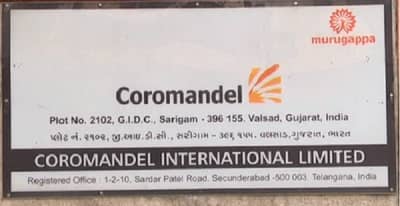 murugappa
Coromandel
Plot No. 2102, G.I.D.C., Sarigam - 396 155. Valsad, Gujarat, India
પ્લોટ નં. ૨૧૦૨, જી.આઇ.ડી.સી., સરીગામ - ૩૯૬ ૧૫૫. વલસાડ,ગુજરાત, ભારત
COROMANDEL INTERNATIONAL LIMITED
Registered Office : 1-2-10, Sardar Patel Road, Secunderabad -500 003. Telangana, India